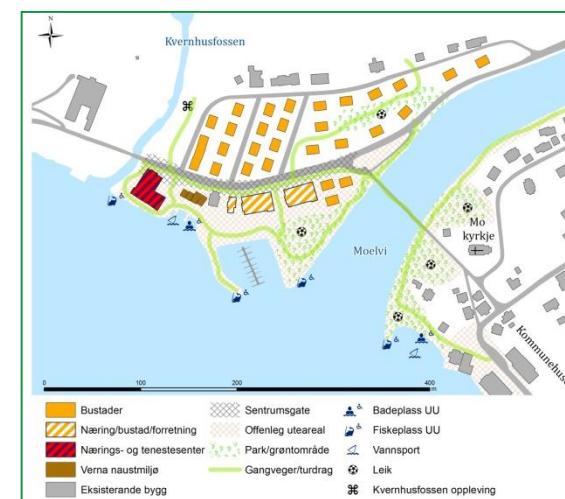 N
Kvernhusfossen
Moelvi
Mo
kyrkje
Kommunehuset
0 100 200 400
m
Bustader
Næring/bustad/forretning
Nærings- og tenestesenter
Verna naustmiljø
Eksisterande bygg
Sentrumsgate
Offenleg uteareal
Park/grøntområde
Gangveger/turdrag
Badeplass UU
Fiskeplass UU
Vannsport
Leik
Kvernhusfossen oppleving